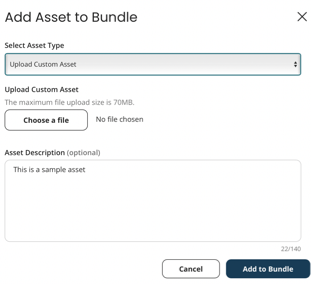 Add Asset to Bundle
Select Asset Type
Upload Custom Asset
Upload Custom Asset
The maximum file upload size is 70MB.
Choose a file No file chosen
Asset Description (optional)
This is a sample asset
22/140
Cancel Add to Bundle